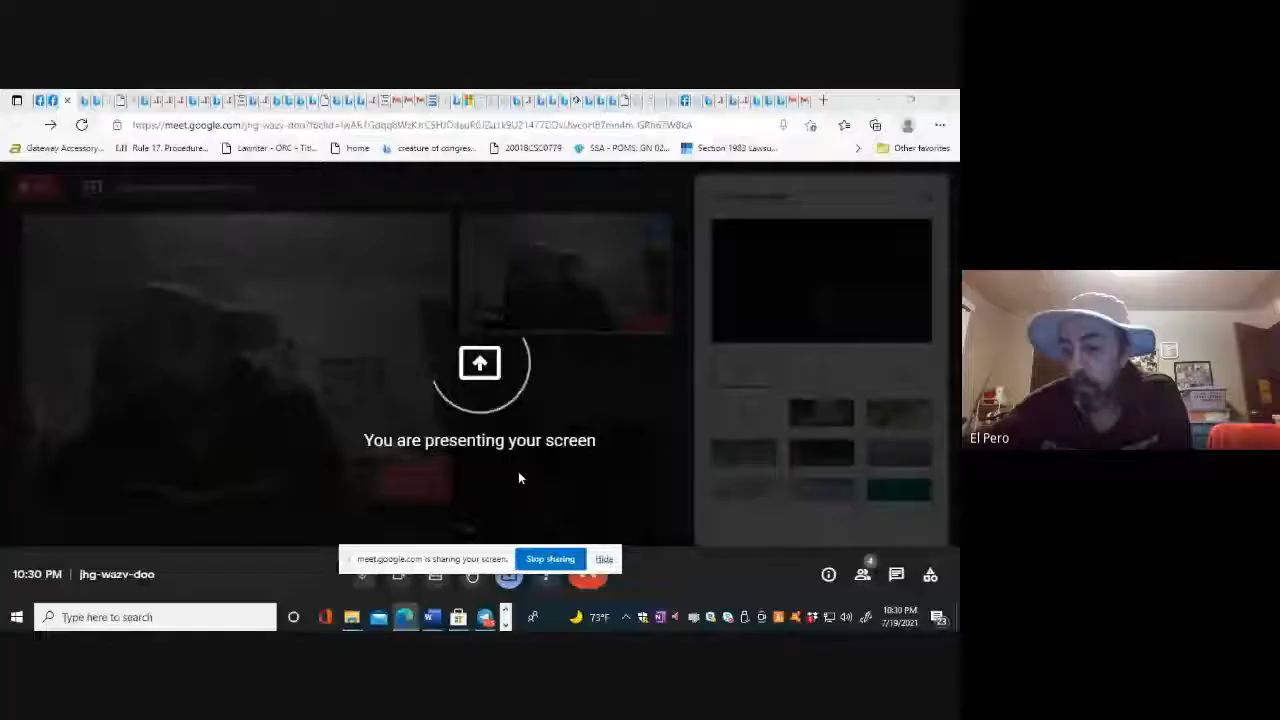 Gateway Accessory...
Rule 17. Procedure...
Lawriter - ORC - Titl...
Home
creature of congres...
2001BCSC0779
SSA - POMS: GN 02...
Section 1983 Lawsu...
Other favorites
You are presenting your screen
El Pero
meet.google.com is sharing your screen.
Stop sharing
Hide
10:30 PM | jhg-wazv-doo
4
Type here to search
73°F
10:30 PM
7/19/2021
23